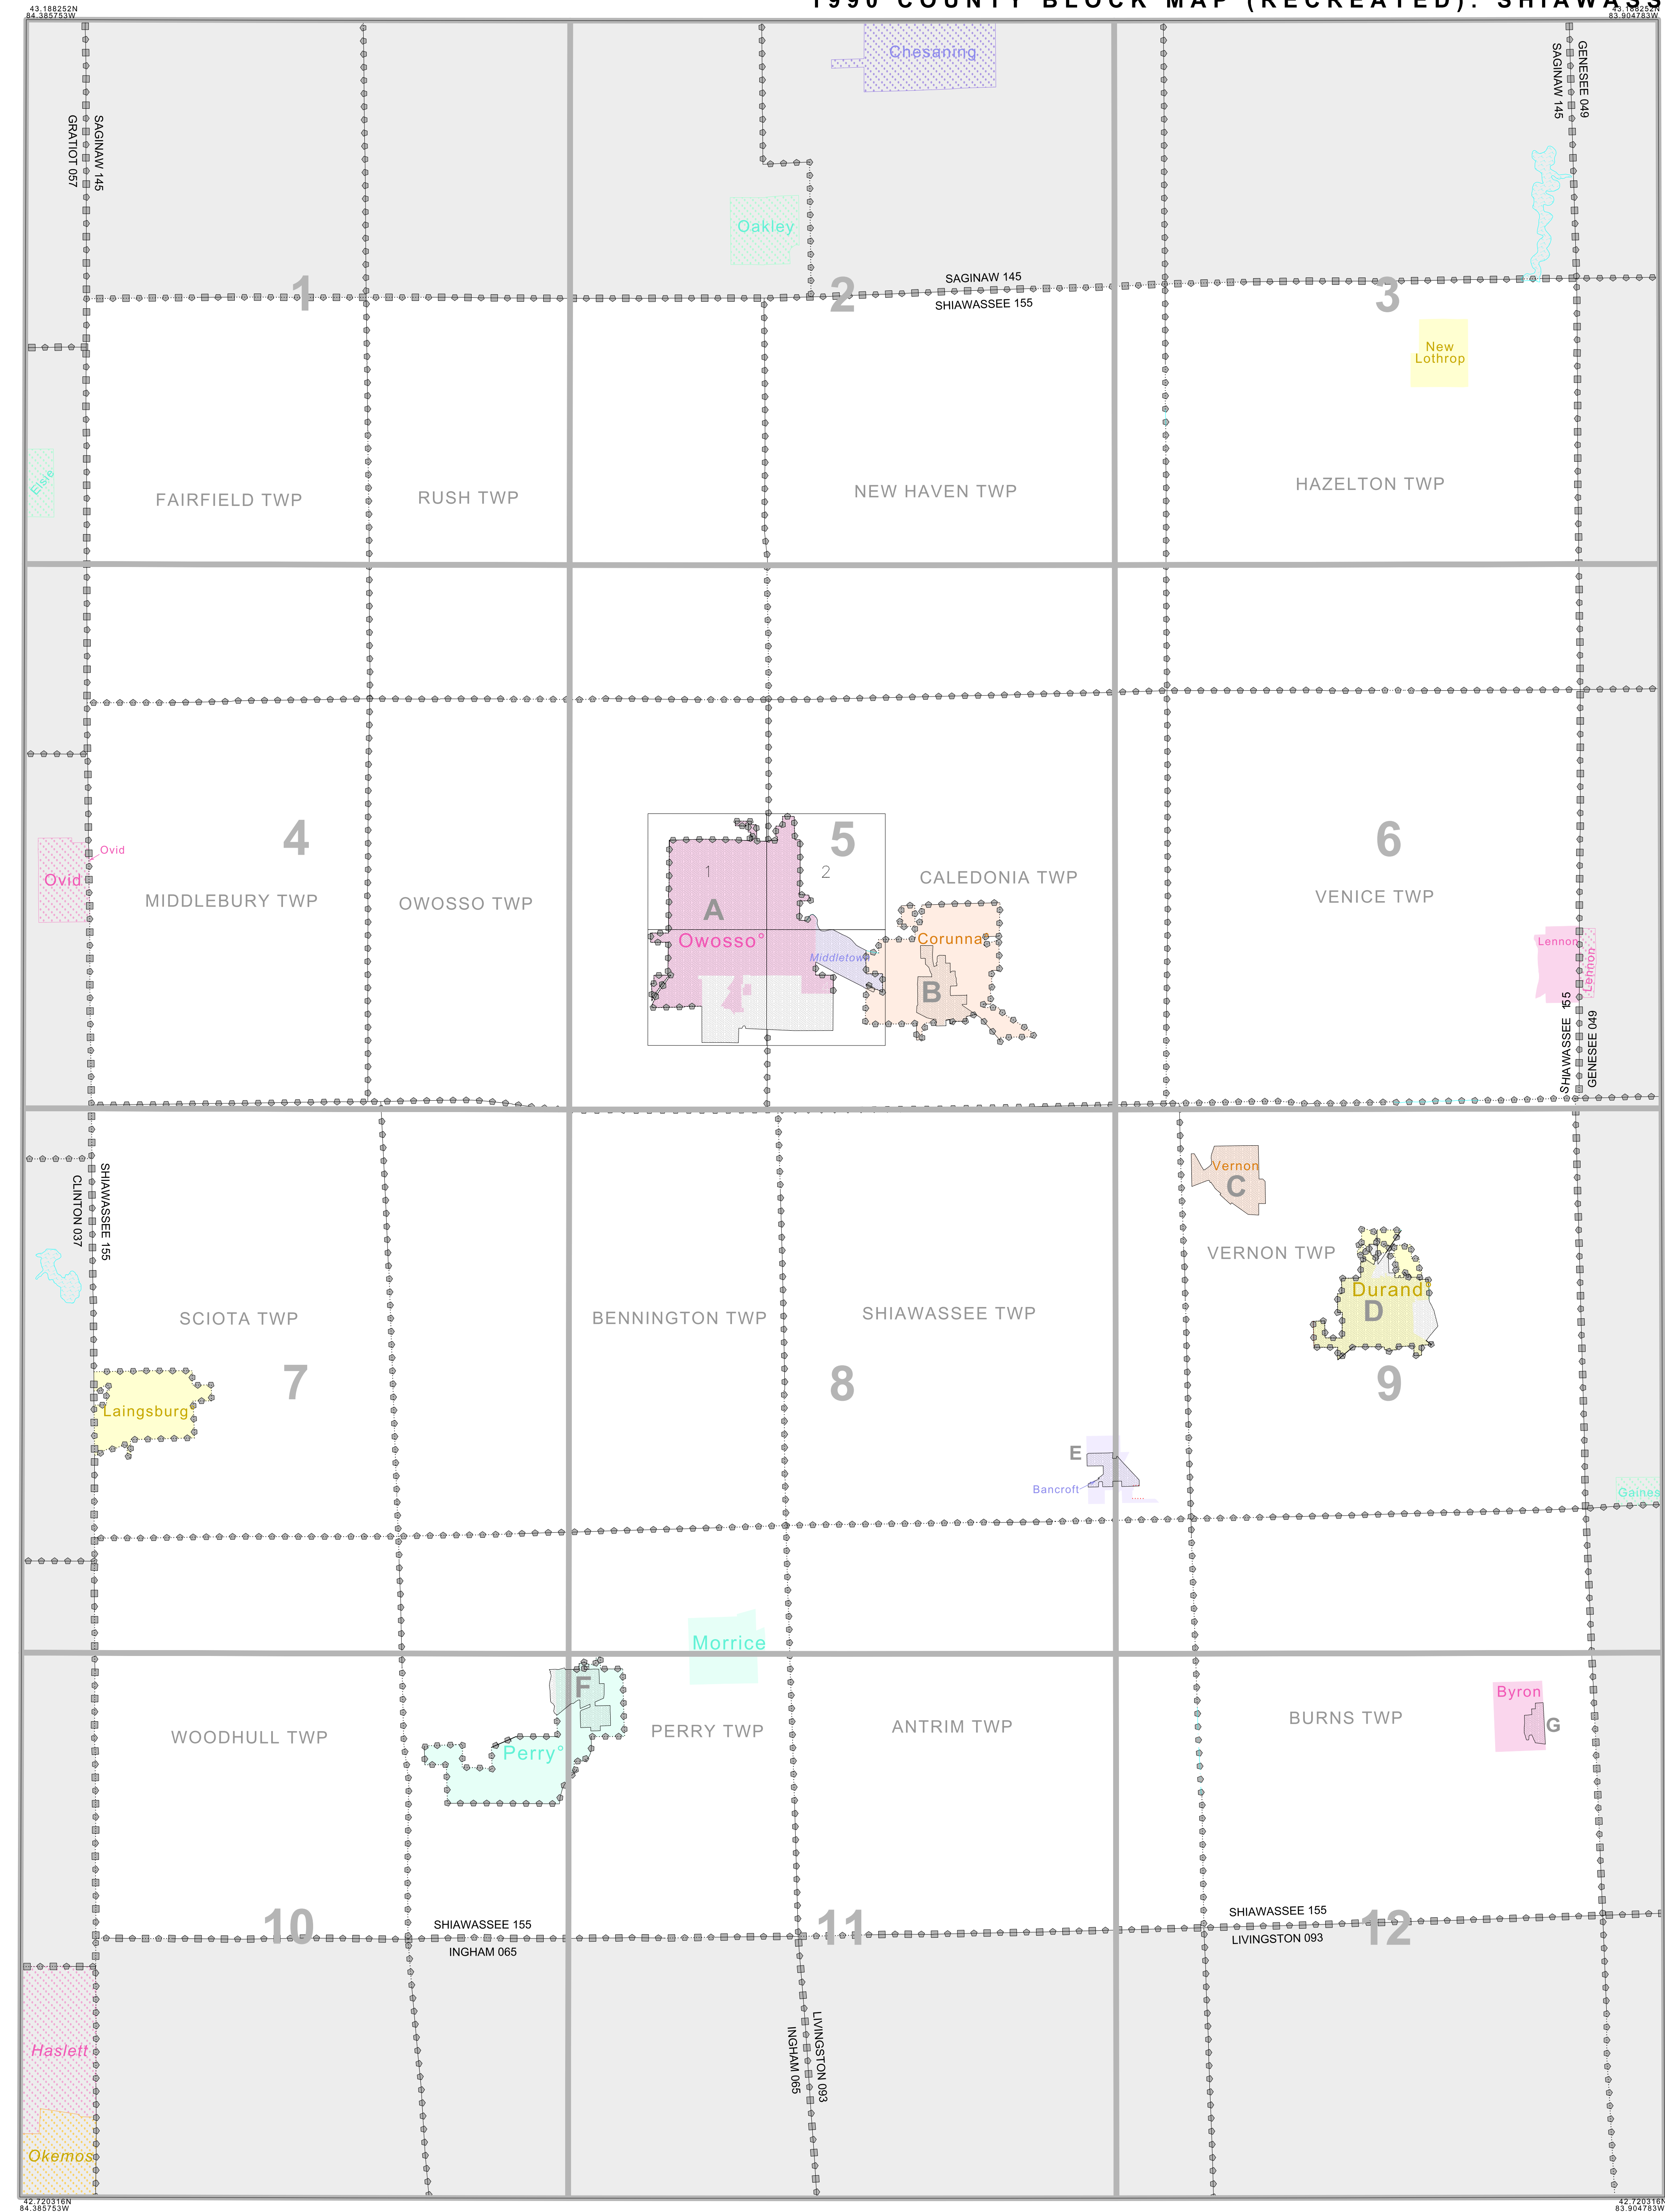 1990 COUNTY BLOCK MAP (RECREATED): SHIAWASS
43.188252N
84.385753W
43.188252N
83.904783W
Chesaning
SAGINAW 145
GRATIOT 057
GENESEE 049
SAGINAW 145
Oakley
1
2
3
SAGINAW 145
SHIAWASSEE 155
New
Lothrop
Elsie
FAIRFIELD TWP
RUSH TWP
NEW HAVEN TWP
HAZELTON TWP
4
5
6
Ovid
Ovid
1
2
MIDDLEBURY TWP
OWOSSO TWP
CALEDONIA TWP
VENICE TWP
A
Owosso°
Corunna°
Middletown
B
Lennon
Lennon
SHIAWASSEE 155
GENESEE 049
SHIAWASSEE 155
CLINTON 037
Vernon
C
VERNON TWP
Durand°
D
SCIOTA TWP
BENNINGTON TWP
SHIAWASSEE TWP
7
8
9
Laingsburg
E
Bancroft
Gaines
Morrice
F
Byron
G
WOODHULL TWP
Perry°
PERRY TWP
ANTRIM TWP
BURNS TWP
10
11
12
SHIAWASSEE 155
INGHAM 065
SHIAWASSEE 155
LIVINGSTON 093
LIVINGSTON 093
INGHAM 065
Haslett
Okemos
42.720316N
84.385753W
42.720316N
83.904783W